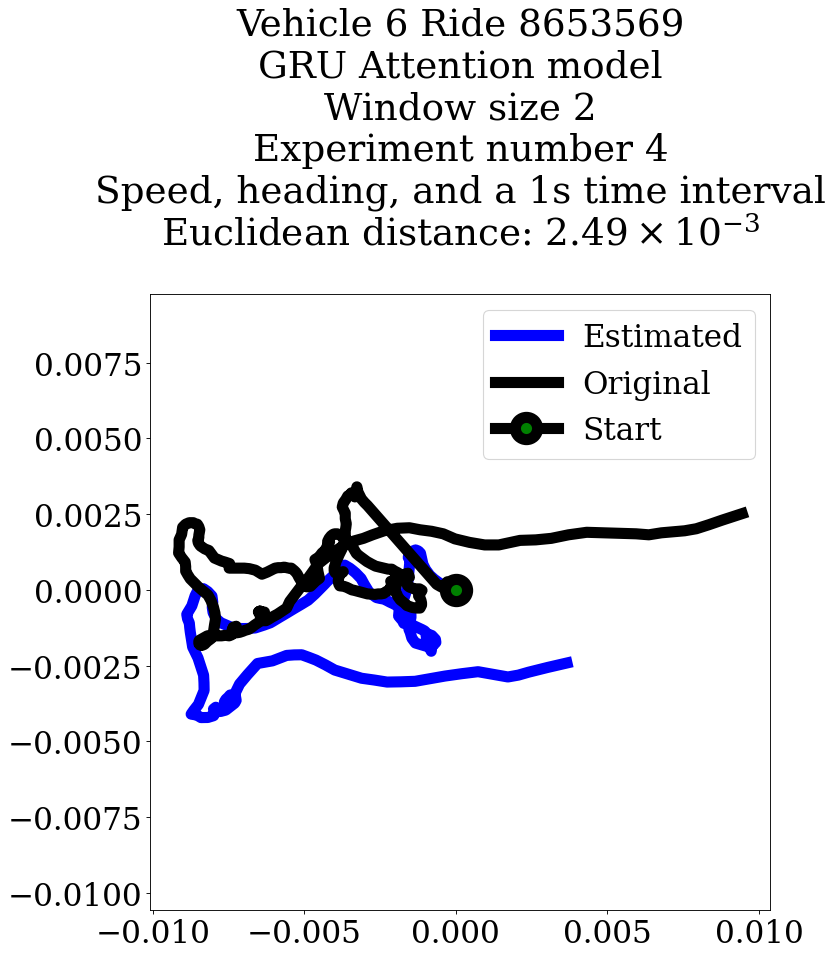 Vehicle 6 Ride 8653569
GRU Attention model
Window size 2
Experiment number 4
Speed, heading, and a 1s time interval
Euclidean distance: 2.49 × 10⁻³
Estimated
Original
Start
0.0075
0.0050
0.0025
0.0000
−0.0025
−0.0050
−0.0075
−0.0100
−0.010 −0.005 0.000 0.005 0.010